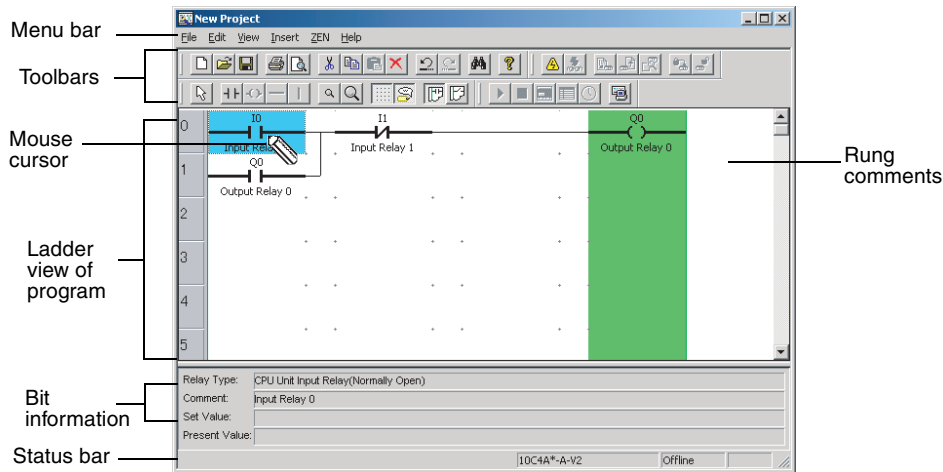 New Project
Menu bar
File Edit View Insert ZEN Help
Toolbars
Mouse
cursor
0
I0
I1
Q0
Input Rela
Input Relay 1
Output Relay 0
Rung
comments
1
Q0
Output Relay 0
2
Ladder
view of
program
3
4
5
Bit
information
Relay Type: CPU Unit Input Relay(Normally Open)
Comment: Input Relay 0
Set Value:
Present Value:
Status bar
10C4A*-A-V2
Offline